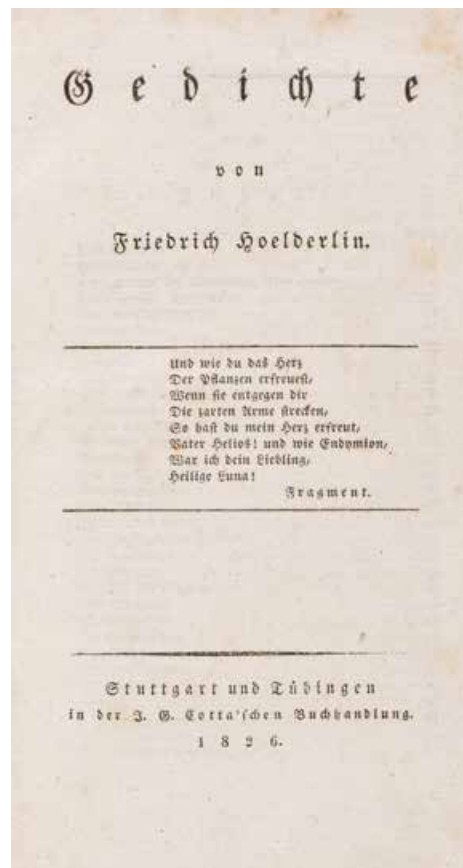 Gedichte
von
Friedrich Hoelderlin.
Und wie du das Herz
Der Pflanzen erfreuest,
Wenn sie entgegen dir
Die zarten Arme strecken,
So hast du mein Herz erfreut,
Vater Helios! und wie Endymion,
War ich dein Liebling,
Heilige Luna!
Fragment.
Stuttgart und Tübingen
in der J. G. Cotta'schen Buchhandlung.
1826.